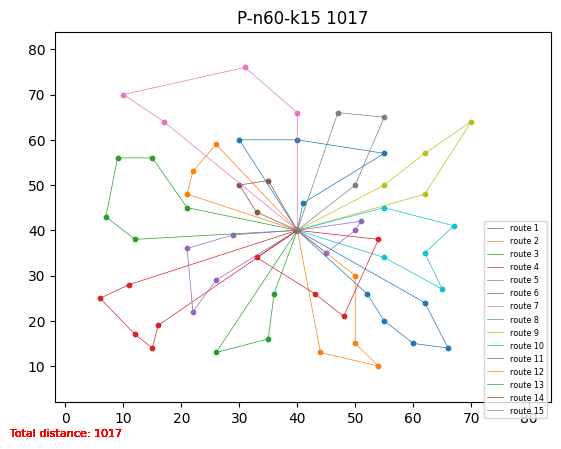 P-n60-k15 1017
80
70
60
50
40
30
20
10
0 10 20 30 40 50 60 70 80
route 1
route 2
route 3
route 4
route 5
route 6
route 7
route 8
route 9
route 10
route 11
route 12
route 13
route 14
route 15
Total distance: 1017